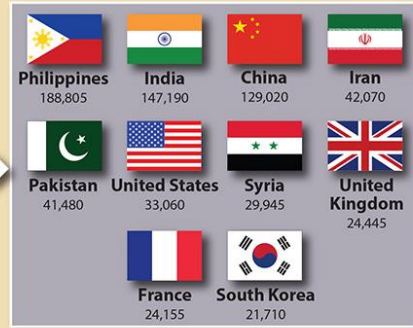 Philippines India China Iran
188,805 147,190 129,020 42,070
Pakistan United States Syria United
Kingdom
41,480 33,060 29,945 24,445
France South Korea
24,155 21,710